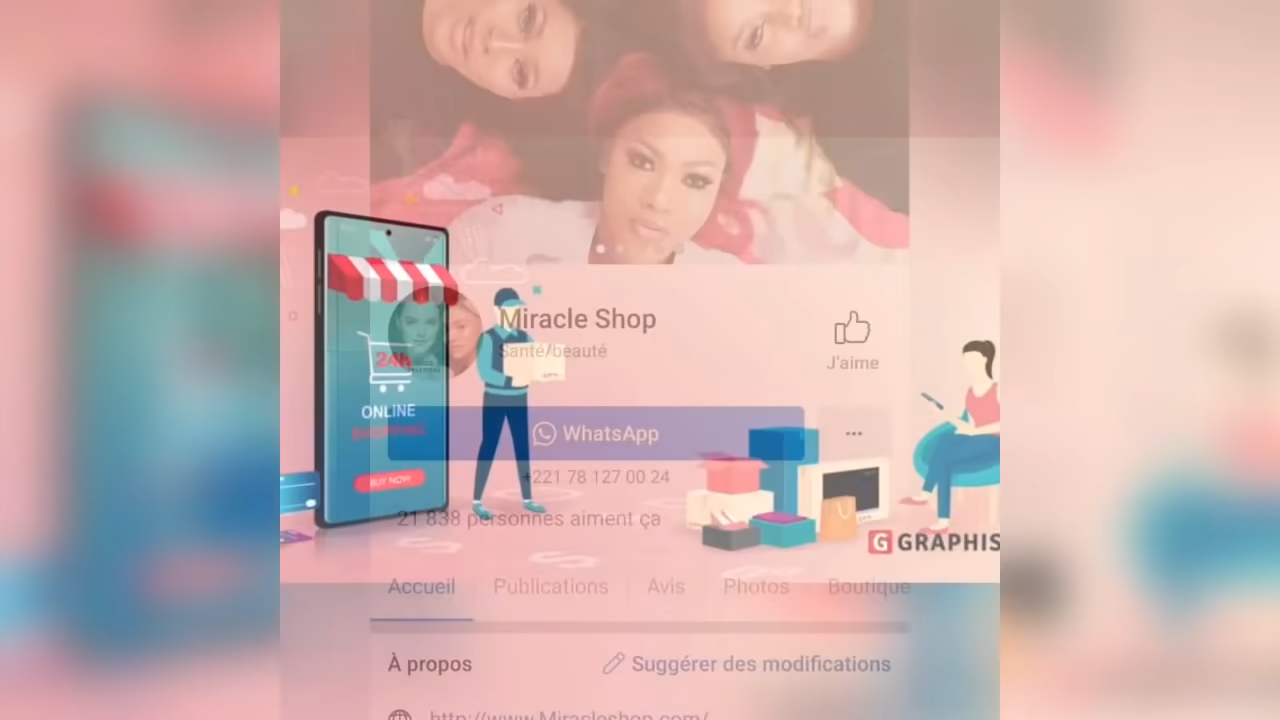 Miracle Shop
Santé/beauté
J'aime
24h
ONLINE
SHOPPING
BUY NOW
WhatsApp
...
+221 78 127 00 24
21 838 personnes aiment ça
G GRAPHIS
Accueil Publications Avis Photos Boutique
À propos
Suggérer des modifications
http://www.Miracleshop.com/